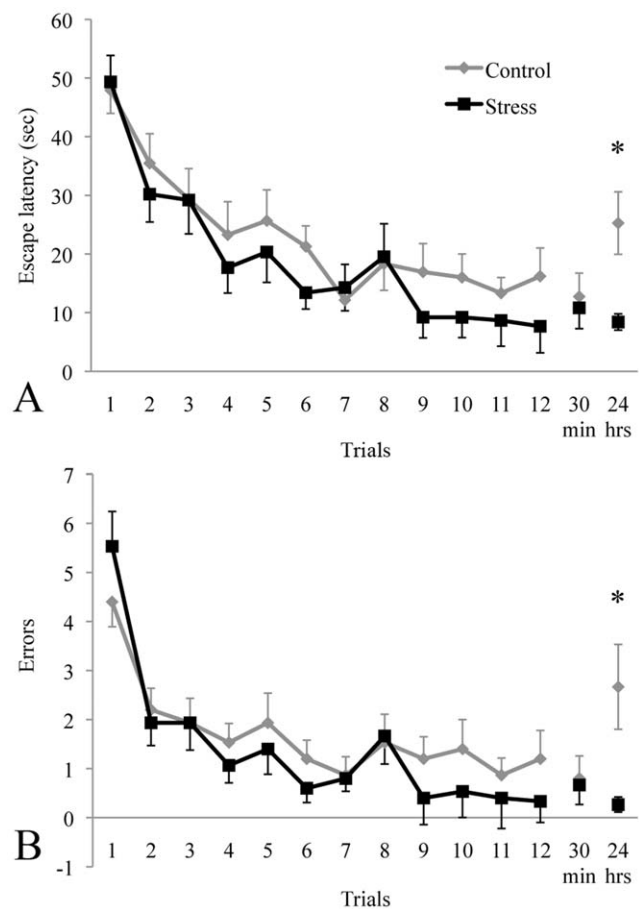 60
50
40
30
20
10
0
Escape latency (sec)
Control
Stress
*
A
1 2 3 4 5 6 7 8 9 10 11 12 30 24
min hrs
Trials
7
6
5
4
3
2
1
0
-1
Errors
*
B
1 2 3 4 5 6 7 8 9 10 11 12 30 24
min hrs
Trials